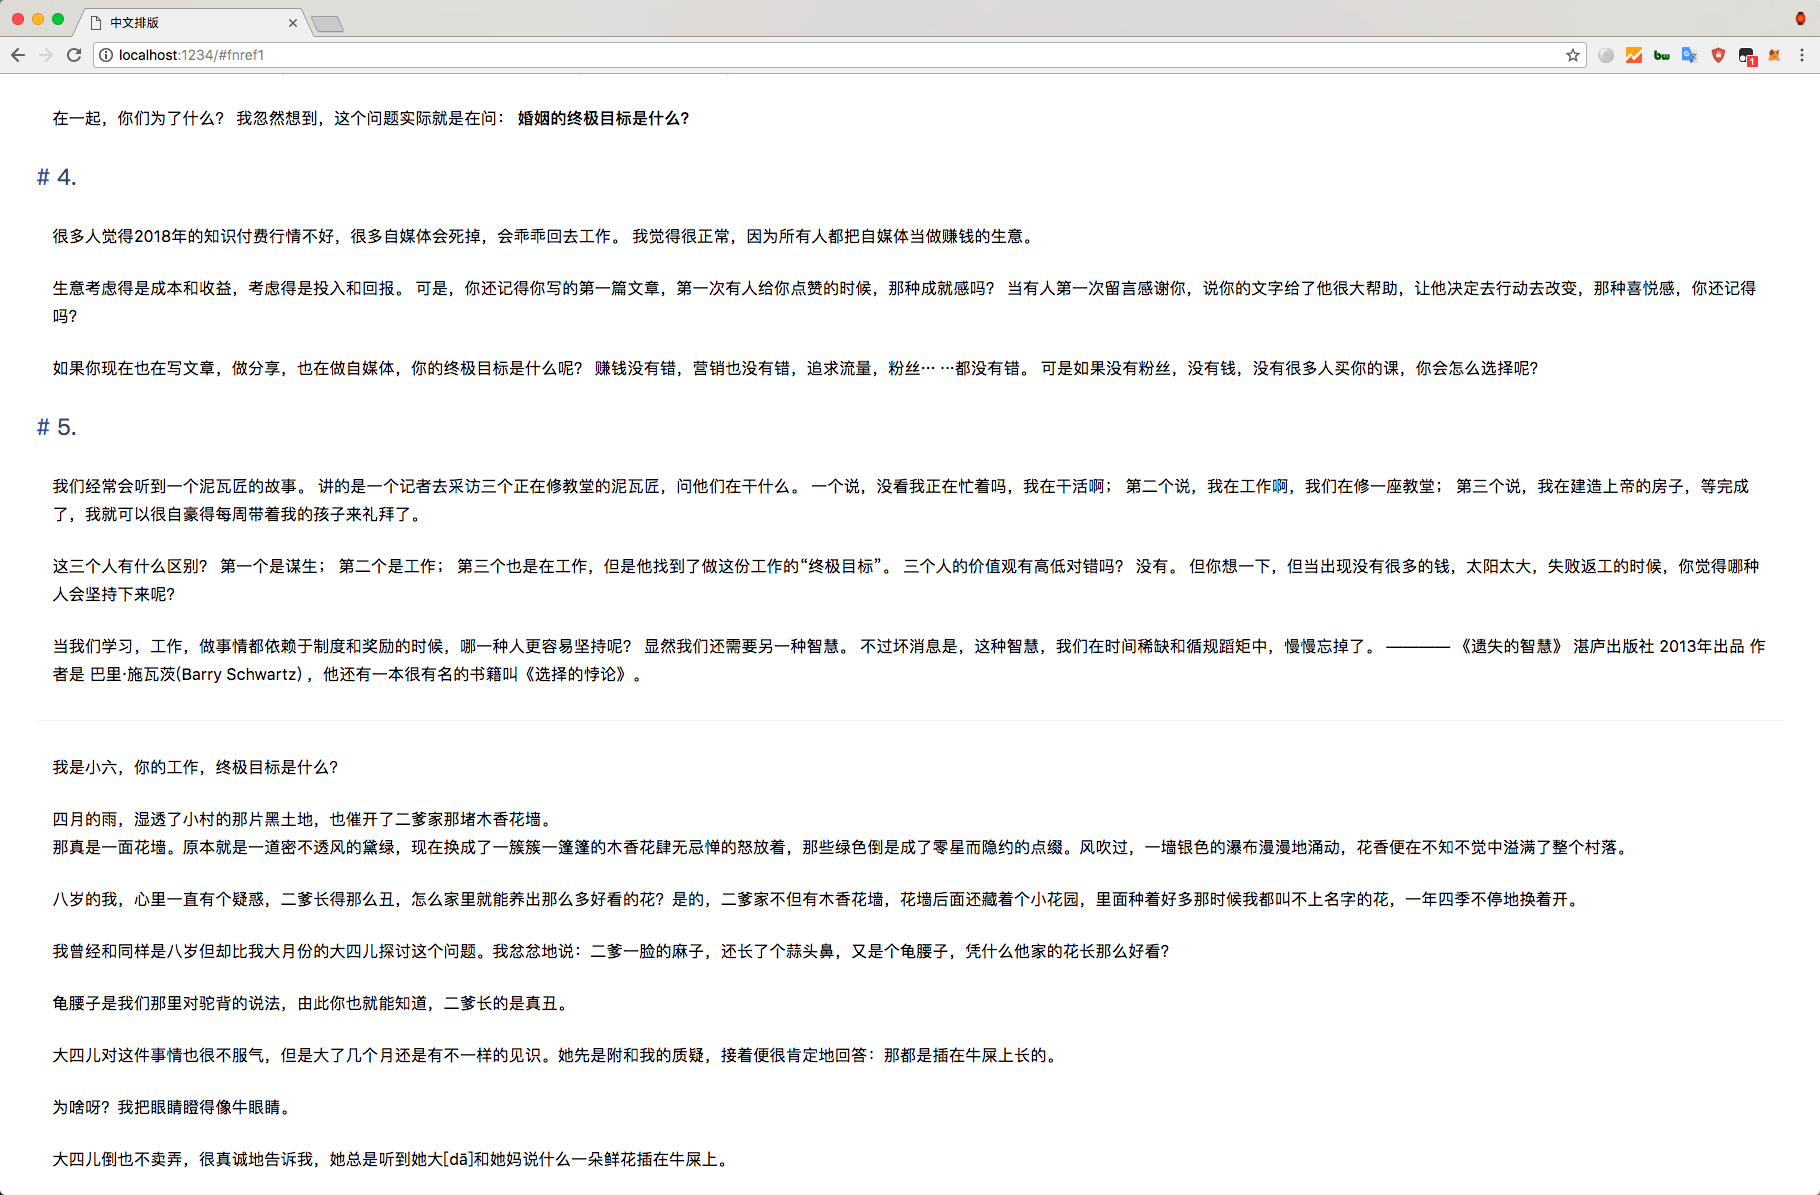 中文排版
localhost:1234/#fnref1
在一起，你们为了什么？ 我忽然想到，这个问题实际就是在问： 婚姻的终极目标是什么？
# 4.
很多人觉得2018年的知识付费行情不好，很多自媒体会死掉，会乖乖回去工作。 我觉得很正常，因为所有人都把自媒体当做赚钱的生意。
生意考虑得是成本和收益，考虑得是投入和回报。 可是，你还记得你写的第一篇文章，第一次有人给你点赞的时候，那种成就感吗？ 当有人第一次留言感谢你，说你的文字给了他很大帮助，让他决定去行动去改变，那种喜悦感，你还记得
吗？
如果你现在也在写文章，做分享，也在做自媒体，你的终极目标是什么呢？ 赚钱没有错，营销也没有错，追求流量，粉丝… …都没有错。 可是如果没有粉丝，没有钱，没有很多人买你的课，你会怎么选择呢？
# 5.
我们经常会听到一个泥瓦匠的故事。 讲的是一个记者去采访三个正在修教堂的泥瓦匠，问他们在干什么。 一个说，没看我正在忙着吗，我在干活啊； 第二个说，我在工作啊，我们在修一座教堂； 第三个说，我在建造上帝的房子，等完成
了，我就可以很自豪得每周带着我的孩子来礼拜了。
这三个人有什么区别？ 第一个是谋生； 第二个是工作； 第三个也是在工作，但是他找到了做这份工作的“终极目标”。 三个人的价值观有高低对错吗？ 没有。 但你想一下，但当出现没有很多的钱，太阳太大，失败返工的时候，你觉得哪种
人会坚持下来呢？
当我们学习，工作，做事情都依赖于制度和奖励的时候，哪一种人更容易坚持呢？ 显然我们还需要另一种智慧。 不过坏消息是，这种智慧，我们在时间稀缺和循规蹈矩中，慢慢忘掉了。 ———— 《遗失的智慧》 湛庐出版社 2013年出品 作
者是 巴里·施瓦茨(Barry Schwartz) ，他还有一本很有名的书籍叫《选择的悖论》。
我是小六，你的工作，终极目标是什么？
四月的雨，湿透了小村的那片黑土地，也催开了二爹家那堵木香花墙。
那真是一面花墙。原本就是一道密不透风的黛绿，现在换成了一簇簇一篷篷的木香花肆无忌惮的怒放着，那些绿色倒是成了零星而隐约的点缀。风吹过，一墙银色的瀑布漫漫地涌动，花香便在不知不觉中溢满了整个村落。
八岁的我，心里一直有个疑惑，二爹长得那么丑，怎么家里就能养出那么多好看的花？是的，二爹家不但有木香花墙，花墙后面还藏着个小花园，里面种着好多那时候我都叫不上名字的花，一年四季不停地换着开。
我曾经和同样是八岁但却比我大月份的大四儿探讨这个问题。我忿忿地说：二爹一脸的麻子，还长了个蒜头鼻，又是个龟腰子，凭什么他家的花长那么好看？
龟腰子是我们那里对驼背的说法，由此你也就能知道，二爹长的是真丑。
大四儿对这件事情也很不服气，但是大了几个月还是有不一样的见识。她先是附和我的质疑，接着便很肯定地回答：那都是插在牛屎上长的。
为啥呀？我把眼睛瞪得像牛眼睛。
大四儿倒也不卖弄，很真诚地告诉我，她总是听到她大[dā]和她妈说什么一朵鲜花插在牛屎上。